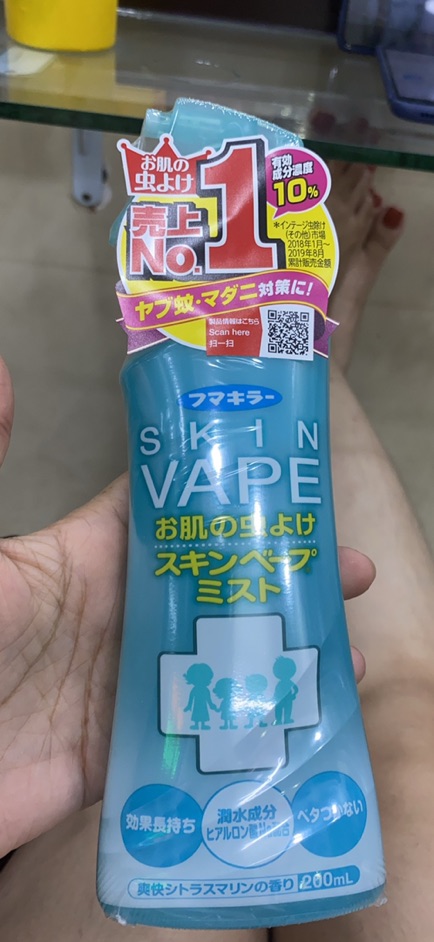 お肌の
虫よけ
売上
No.1
有効
成分濃度
10%
*インテージ虫除け
(その他)市場
2018年1月~
2019年8月
累計販売金額
ヤブ蚊・マダニ対策に!
製品情報はこちら
Scan here
扫一扫
フマキラー
SKIN
VAPE
お肌の虫よけ
スキンベープ
ミスト
効果長持ち
潤水成分
ヒアルロン酸
ベタつかない
爽快シトラスマリンの香り 200mL